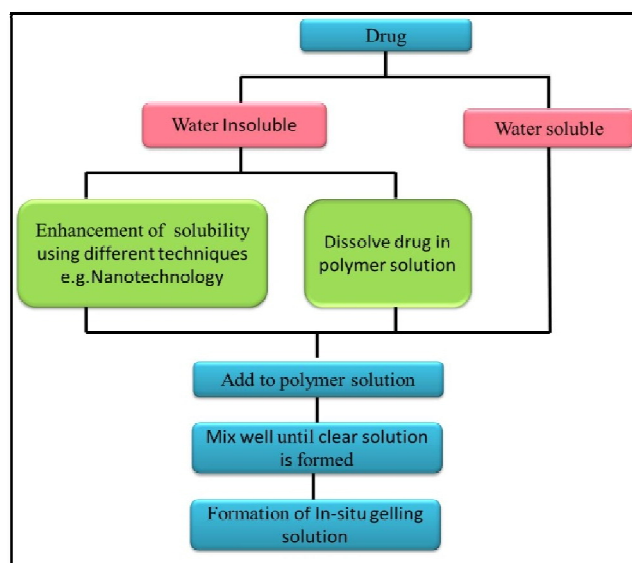 Drug
Water Insoluble
Water soluble
Enhancement of solubility
using different techniques
e.g.Nanotechnology
Dissolve drug in
polymer solution
Add to polymer solution
Mix well until clear solution
is formed
Formation of In-situ gelling
solution